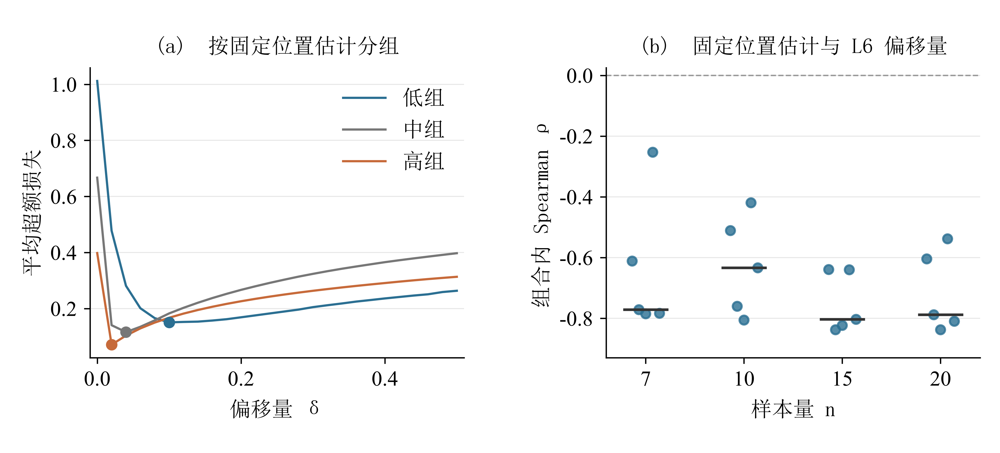 (a) 按固定位置估计分组
1.0
0.8
0.6
0.4
0.2
平均超额损失
低组
中组
高组
0.0 0.2 0.4
偏移量 δ
(b) 固定位置估计与 L6 偏移量
0.0
-0.2
-0.4
-0.6
-0.8
组合内 Spearman ρ
7 10 15 20
样本量 n